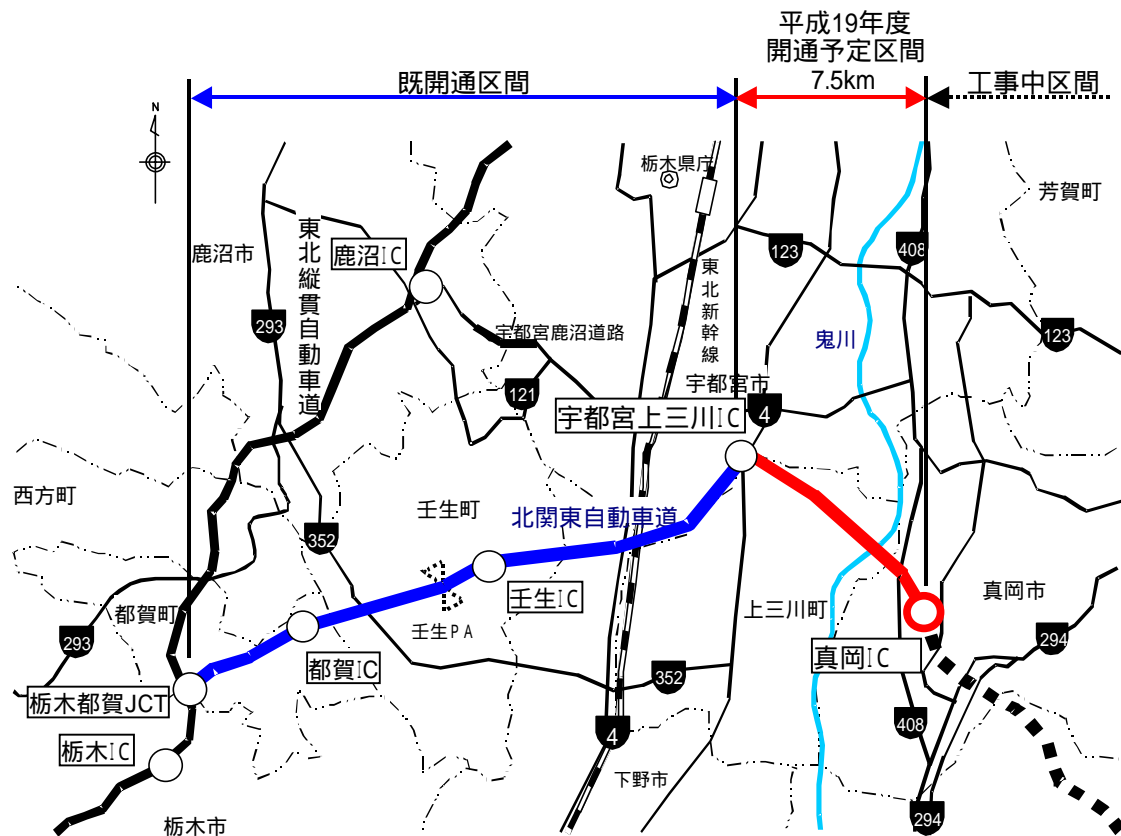 平成19年度
開通予定区間
7.5km
既開通区間
工事中区間
N
栃木県庁
芳賀町
鹿沼市
東北縦貫自動車道
鹿沼IC
東北新幹線
123
408
293
宇都宮鹿沼道路
鬼川
123
121
宇都宮市
宇都宮上三川IC
4
西方町
壬生町
北関東自動車道
352
壬生IC
上三川町
真岡市
都賀町
壬生PA
293
都賀IC
真岡IC
294
352
栃木都賀JCT
408
4
栃木IC
下野市
294
栃木市